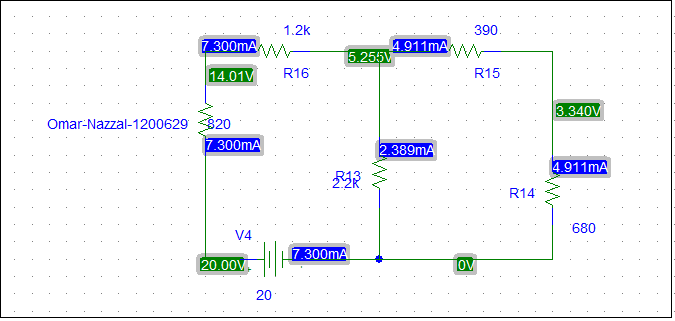 1.2k
390
7.300mA
5.255V
4.911mA
R16
R15
14.01V
3.340V
Omar-Nazzal-1200629
820
7.300mA
2.389mA
4.911mA
R13
2.2k
R14
V4
680
7.300mA
20.00V
0V
+
20